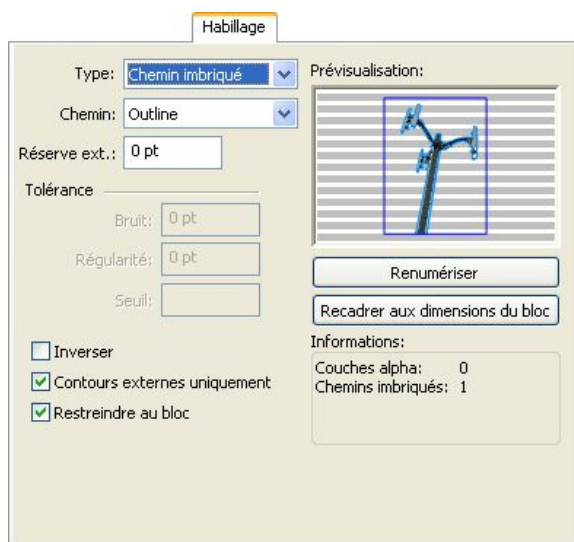 Habillage
Type: Chemin imbriqué
Chemin: Outline
Réserve ext.: 0 pt
Tolérance
Bruit: 0 pt
Régularité: 0 pt
Seuil:
Inverser
Contours externes uniquement
Restreindre au bloc
Prévisualisation:
Renumériser
Recadrer aux dimensions du bloc
Informations:
Couches alpha: 0
Chemins imbriqués: 1